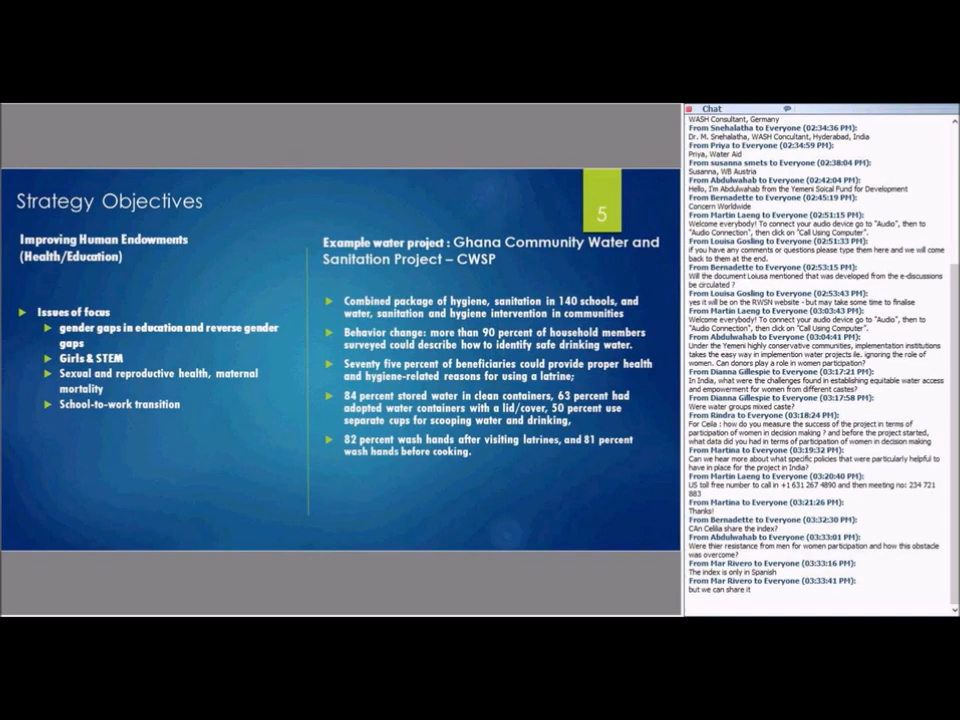 Strategy Objectives
5
Improving Human Endowments
(Health/Education)
Issues of focus
gender gaps in education and reverse gender
gaps
Girls & STEM
Sexual and reproductive health, maternal
mortality
School-to-work transition
Example water project : Ghana Community Water and
Sanitation Project – CWSP
Combined package of hygiene, sanitation in 140 schools, and
water, sanitation and hygiene intervention in communities
Behavior change: more than 90 percent of household members
surveyed could describe how to identify safe drinking water.
Seventy five percent of beneficiaries could provide proper health
and hygiene-related reasons for using a latrine;
84 percent stored water in clean containers, 63 percent had
adopted water containers with a lid/cover, 50 percent use
separate cups for scooping water and drinking,
82 percent wash hands after visiting latrines, and 81 percent
wash hands before cooking.
Chat
WASH Consultant, Germany
From Snehalatha to Everyone (02:34:36 PM):
Dr. M. Snehalatha, WASH Concultant, Hyderabad, India
From Priya to Everyone (02:34:59 PM):
Priya, Water Aid
From susanna smets to Everyone (02:38:04 PM):
Susanna, WB Austria
From Abdulwahab to Everyone (02:42:04 PM):
Hello, I'm Abdulwahab from the Yemeni Soical Fund for Development
From Bernadette to Everyone (02:45:19 PM):
Concern Worldwide
From Martin Laeng to Everyone (02:51:15 PM):
Welcome everybody! To connect your audio device go to "Audio", then to
"Audio Connection", then click on "Call Using Computer".
From Louisa Gosling to Everyone (02:51:33 PM):
if you have any comments or questions please type them here and we will come
back to them at the end.
From Bernadette to Everyone (02:53:15 PM):
Will the document Loiusa mentioned that was developed from the e-discussions
be circulated ?
From Louisa Gosling to Everyone (02:53:43 PM):
yes it will be on the RWSN website - but may take some time to finalise
From Martin Laeng to Everyone (03:03:43 PM):
Welcome everybody! To connect your audio device go to "Audio", then to
"Audio Connection", then click on "Call Using Computer".
From Abdulwahab to Everyone (03:04:41 PM):
Under the Yemeni highly conservative communities, implementation institutions
takes the easy way in implemention water projects ie. ignoring the role of
women. Can donors play a role in women participation?
From Dianna Gillespie to Everyone (03:17:21 PM):
In India, what were the challenges found in establishing equitable water access
and empowerment for women from different castes?
From Dianna Gillespie to Everyone (03:17:58 PM):
Were water groups mixed caste?
From Rindra to Everyone (03:18:24 PM):
For Celia : how do you measure the success of the project in terms of
participation of women in decision making ? and before the project started,
what data did you had in terms of participation of women in decision making
From Martina to Everyone (03:19:32 PM):
Can we hear more about what specific policies that were particularly helpful to
have in place for the project in India?
From Martin Laeng to Everyone (03:20:40 PM):
US toll free number to call in +1 631 267 4890 and then meeting no: 234 721
883
From Martina to Everyone (03:21:26 PM):
Thanks!
From Bernadette to Everyone (03:32:30 PM):
CAn Cellia share the index?
From Abdulwahab to Everyone (03:33:01 PM):
Were thier resistance from men for women participation and how this obstacle
was overcome?
From Mar Rivero to Everyone (03:33:16 PM):
The index is only in Spanish
From Mar Rivero to Everyone (03:33:41 PM):
but we can share it